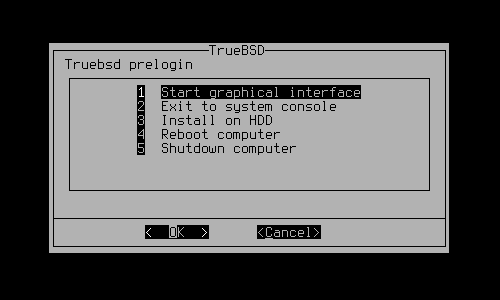 TrueBSD
Truebsd prelogin
1 Start graphical interface
2 Exit to system console
3 Install on HDD
4 Reboot computer
5 Shutdown computer
< OK > <Cancel>